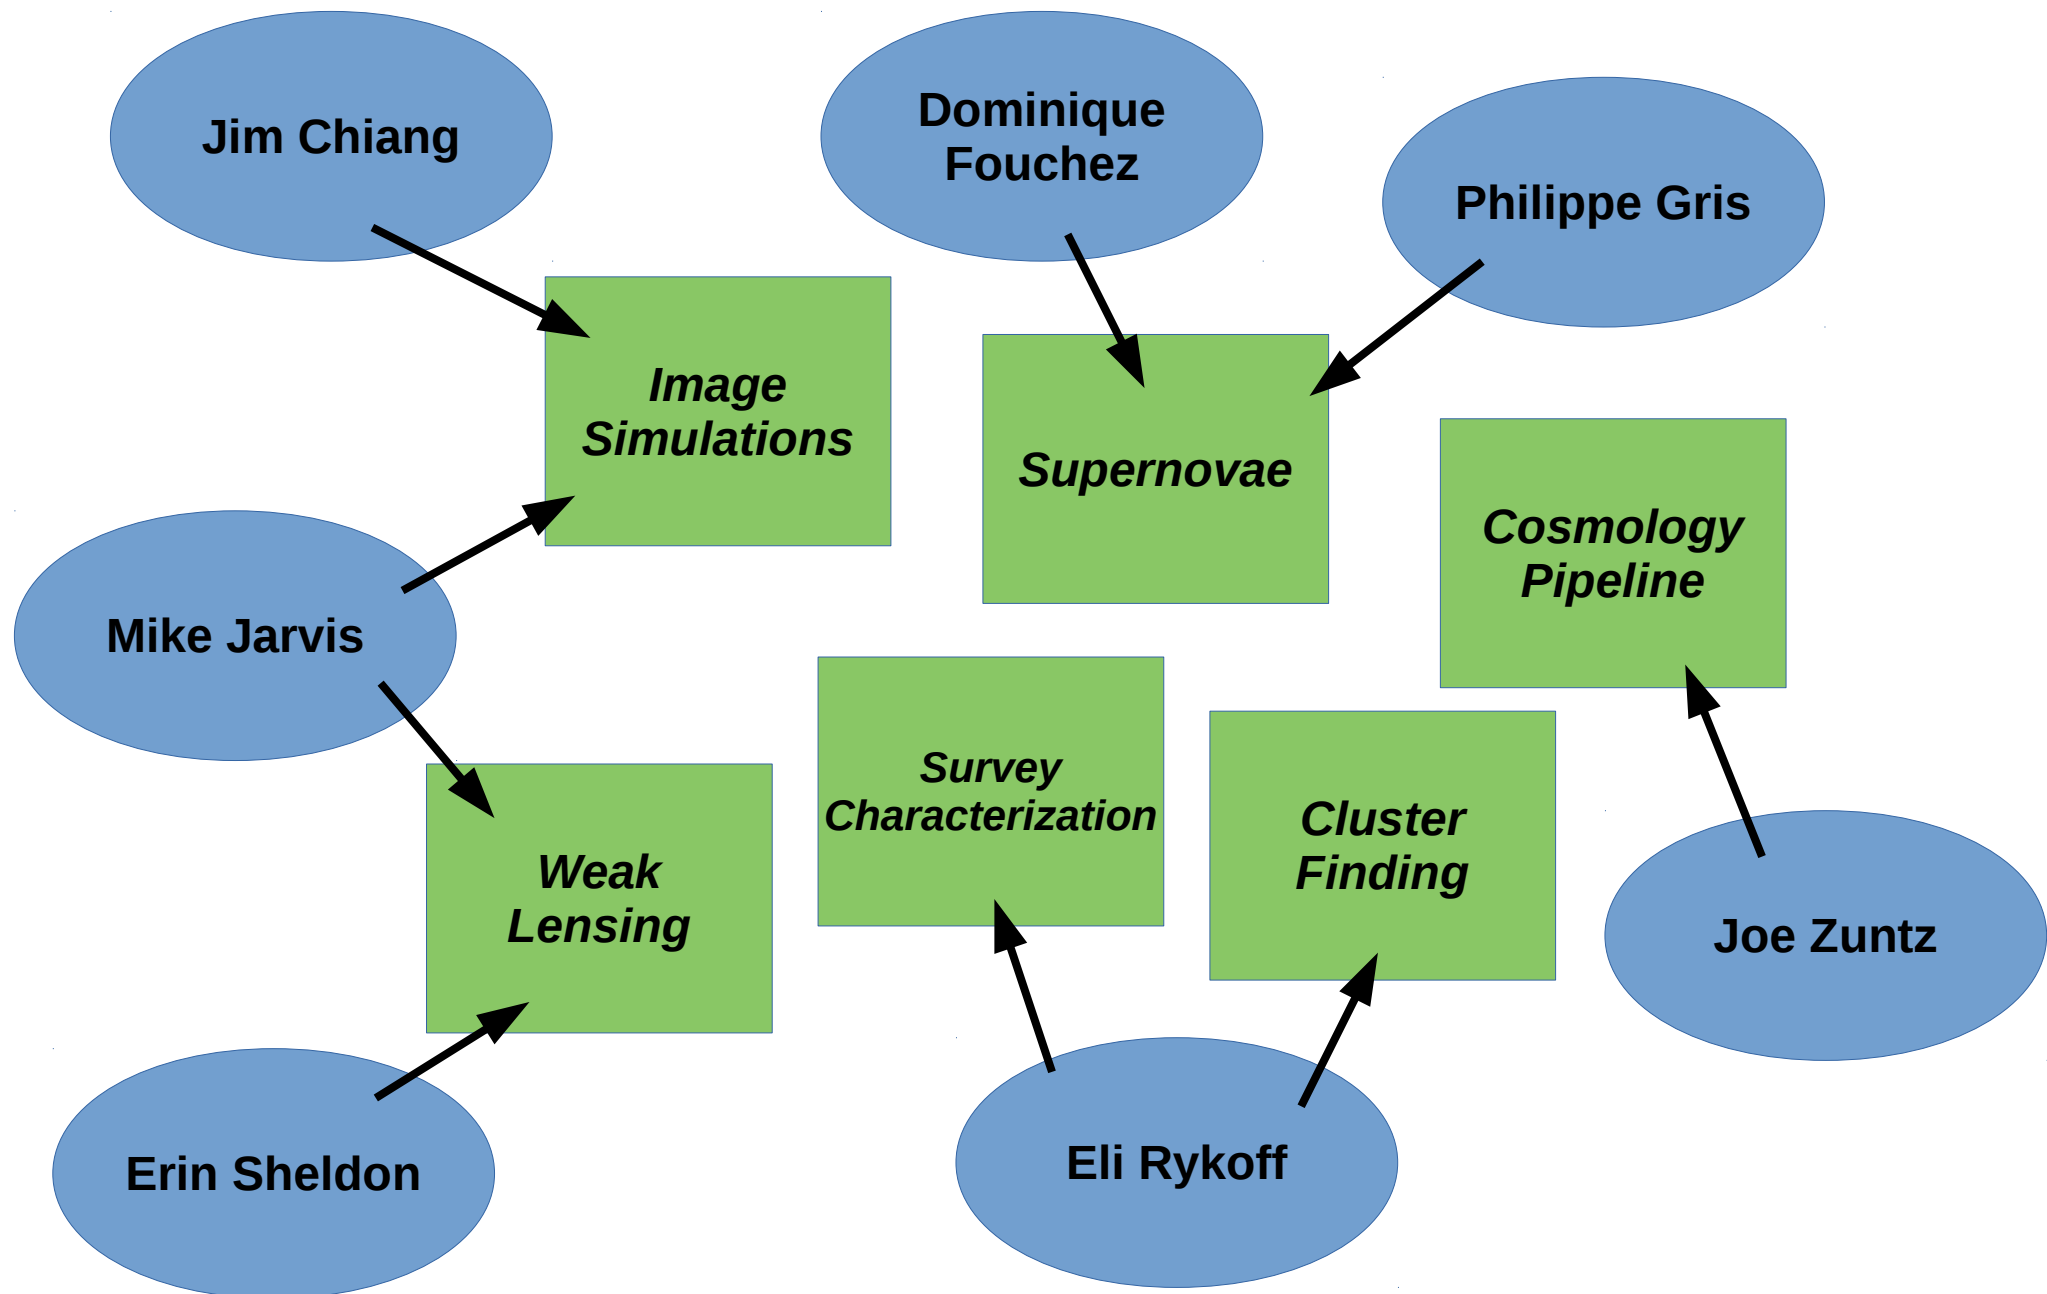 Jim Chiang
Dominique
Fouchez
Philippe Gris
Image
Simulations
Supernovae
Cosmology
Pipeline
Mike Jarvis
Survey
Characterization
Cluster
Finding
Weak
Lensing
Joe Zuntz
Erin Sheldon
Eli Rykoff